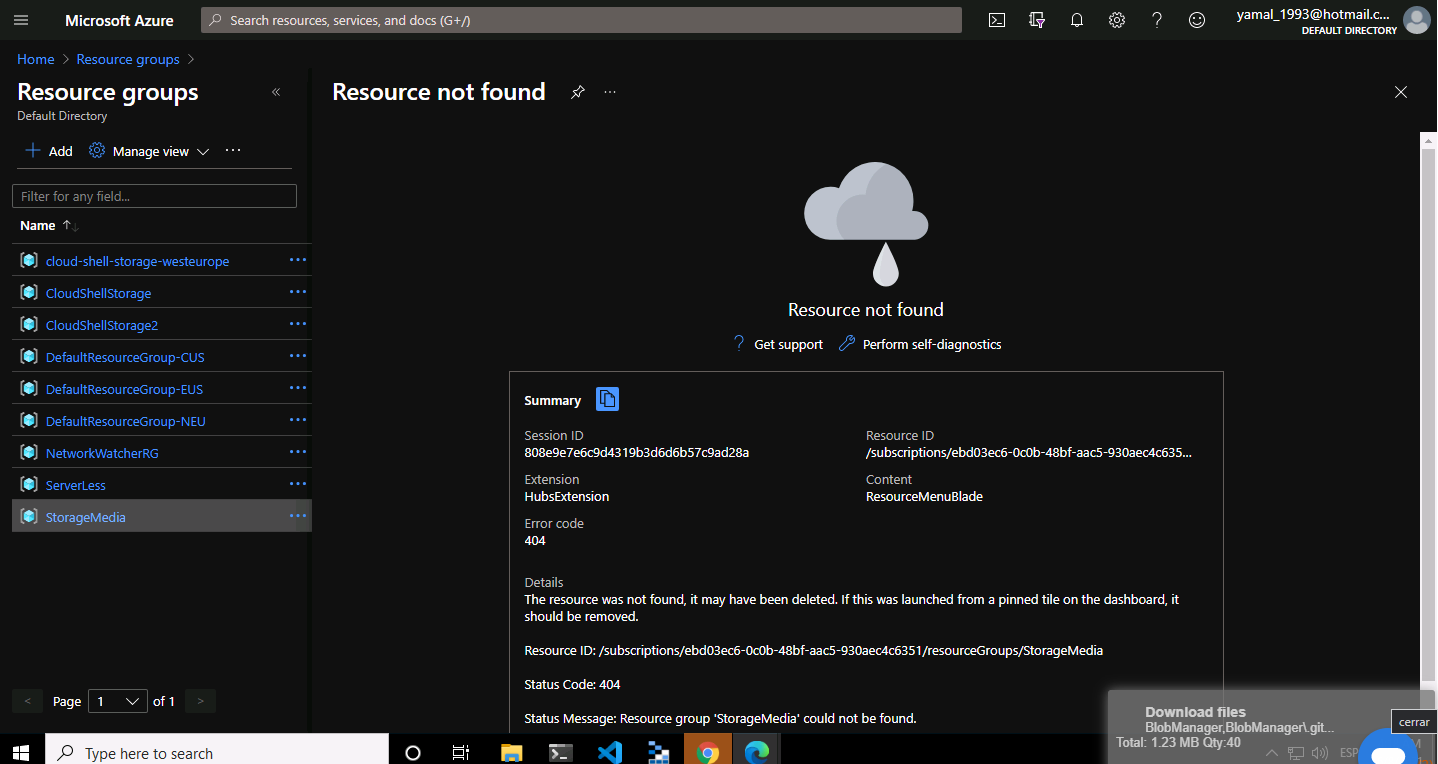 Microsoft Azure
Search resources, services, and docs (G+/)
yamal_1993@hotmail.c...
DEFAULT DIRECTORY
Home > Resource groups >
Resource groups
Default Directory
Add
Manage view
Filter for any field...
Name
cloud-shell-storage-westeurope
CloudShellStorage
CloudShellStorage2
DefaultResourceGroup-CUS
DefaultResourceGroup-EUS
DefaultResourceGroup-NEU
NetworkWatcherRG
ServerLess
StorageMedia
< Page 1 of 1 >
Resource not found
Resource not found
Get support
Perform self-diagnostics
Summary
Session ID
808e9e7e6c9d4319b3d6d6b57c9ad28a
Resource ID
/subscriptions/ebd03ec6-0c0b-48bf-aac5-930aec4c635...
Extension
HubsExtension
Content
ResourceMenuBlade
Error code
404
Details
The resource was not found, it may have been deleted. If this was launched from a pinned tile on the dashboard, it
should be removed.
Resource ID: /subscriptions/ebd03ec6-0c0b-48bf-aac5-930aec4c6351/resourceGroups/StorageMedia
Status Code: 404
Status Message: Resource group 'StorageMedia' could not be found.
Download files
BlobManager,BlobManager\.git...
Total: 1.23 MB Qty:40
cerrar
Type here to search
ESP